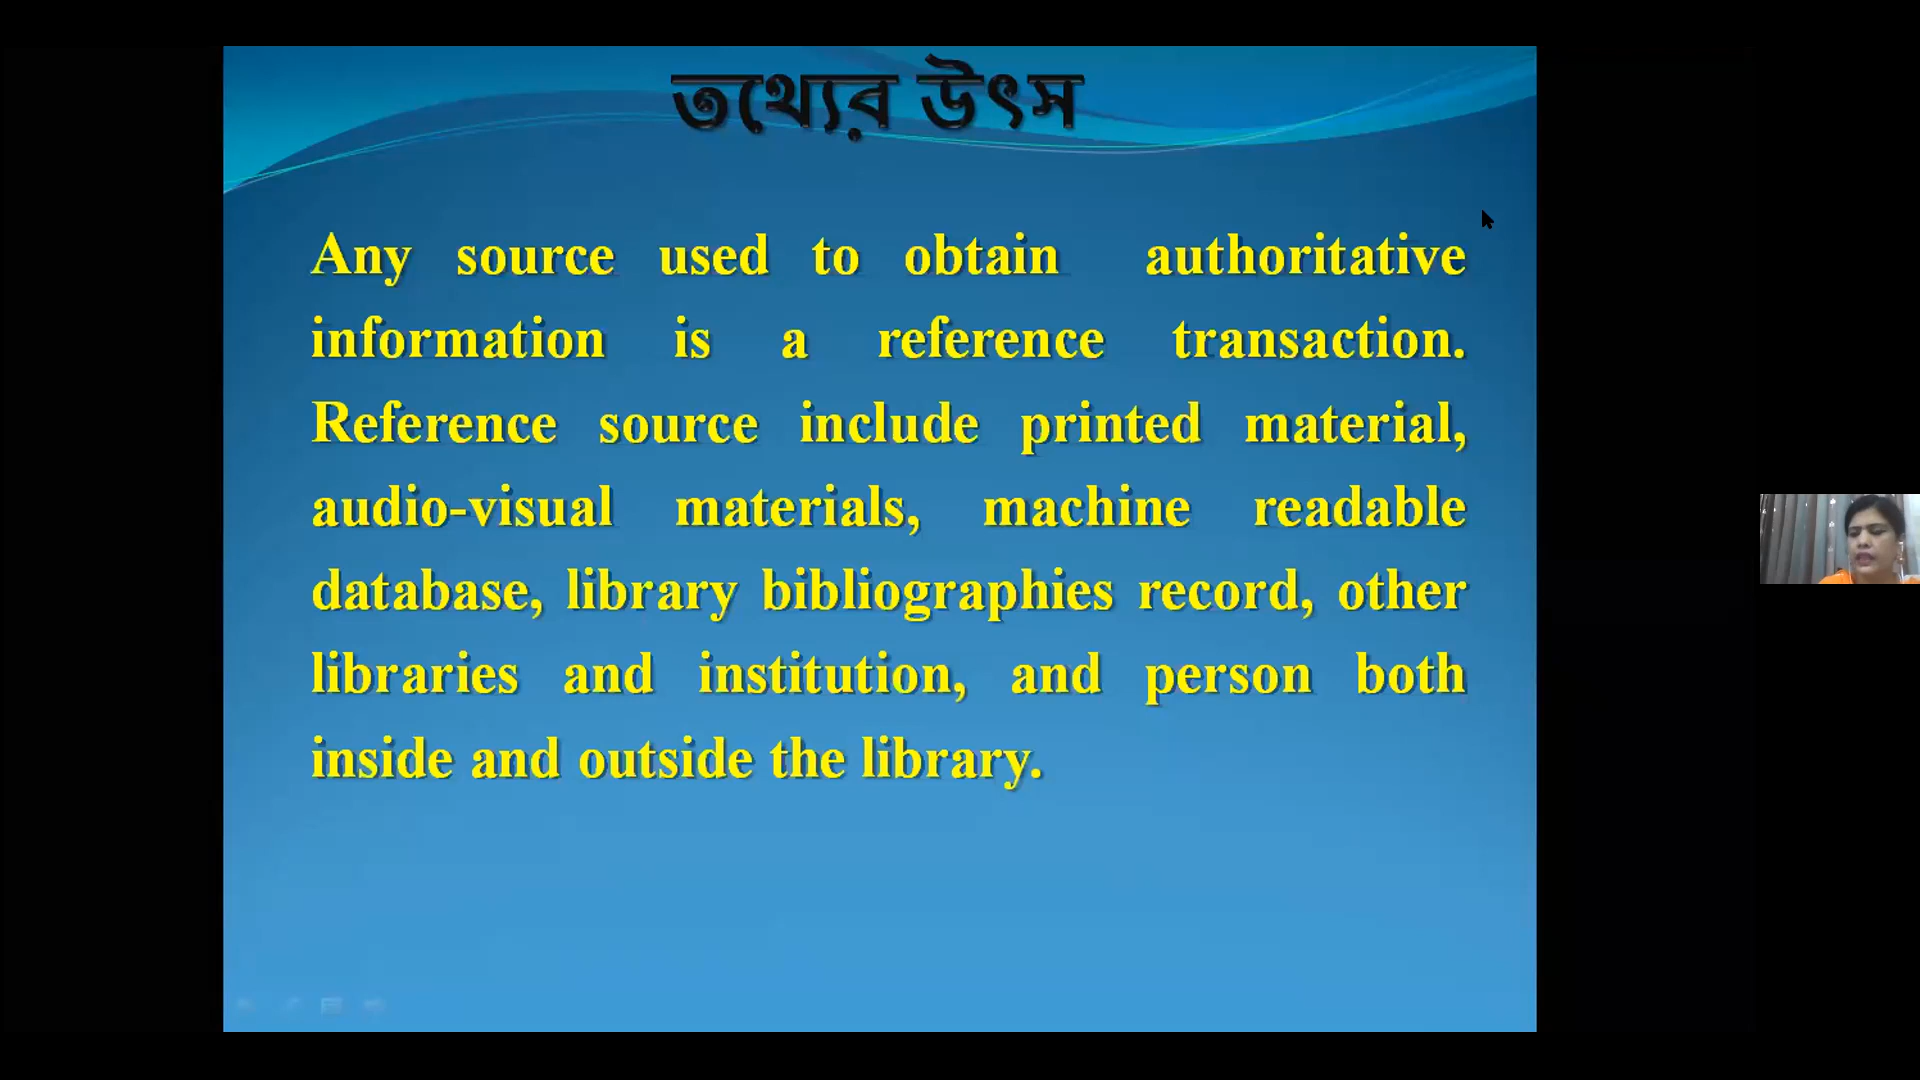 তথ্যের উৎস
Any source used to obtain authoritative
information is a reference transaction.
Reference source include printed material,
audio-visual materials, machine readable
database, library bibliographies record, other
libraries and institution, and person both
inside and outside the library.